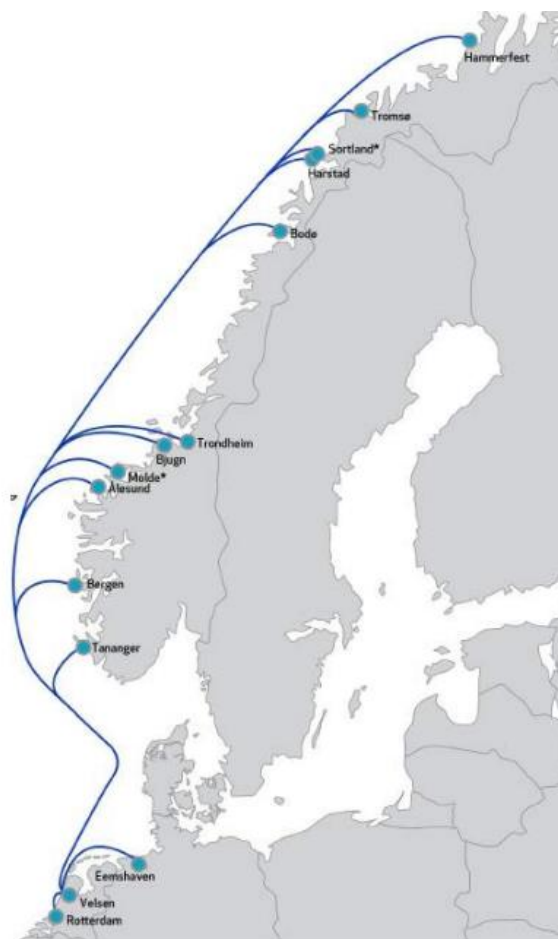 Hammerfest
Tromsø
Sortland*
Harstad
Bodø
Trondheim
Bjugn
Molde*
Ålesund
Bergen
Tananger
Eemshaven
Velsen
Rotterdam